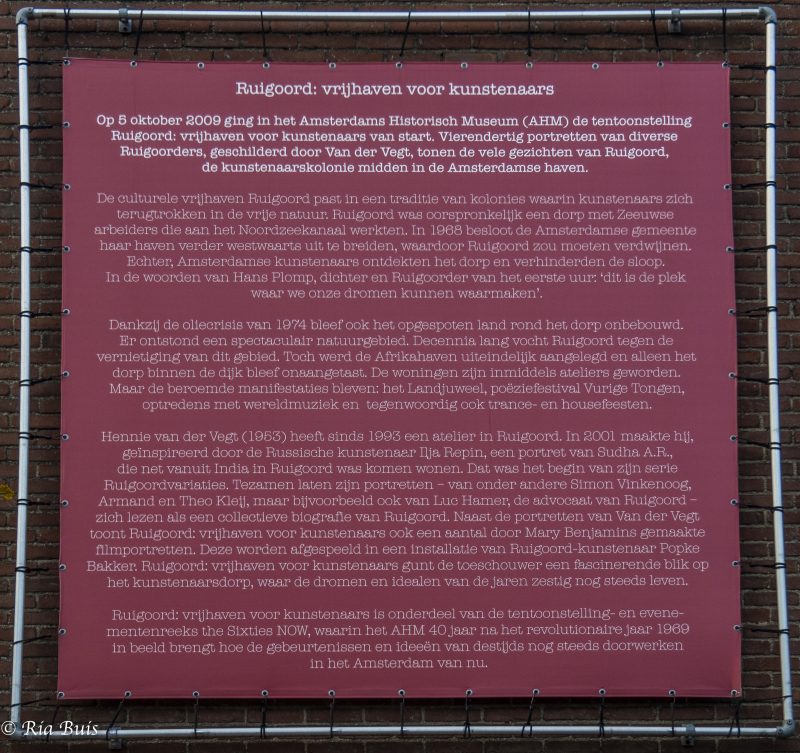 Ruigoord: vrijhaven voor kunstenaars
Op 5 oktober 2009 ging in het Amsterdams Historisch Museum (AHM) de tentoonstelling
Ruigoord: vrijhaven voor kunstenaars van start. Vierendertig portretten van diverse
Ruigoorders, geschilderd door Van der Vegt, tonen de vele gezichten van Ruigoord,
de kunstenaarskolonie midden in de Amsterdamse haven.
De culturele vrijhaven Ruigoord past in een traditie van kolonies waarin kunstenaars zich
terugtrokken in de vrije natuur. Ruigoord was oorspronkelijk een dorp met Zeeuwse
arbeiders die aan het Noordzeekanaal werkten. In 1968 besloot de Amsterdamse gemeente
haar haven verder westwaarts uit te breiden, waardoor Ruigoord zou moeten verdwijnen.
Echter, Amsterdamse kunstenaars ontdekten het dorp en verhinderden de sloop.
In de woorden van Hans Plomp, dichter en Ruigoorder van het eerste uur: ‘dit is de plek
waar we onze dromen kunnen waarmaken’.
Dankzij de oliecrisis van 1974 bleef ook het opgespoten land rond het dorp onbebouwd.
Er ontstond een spectaculair natuurgebied. Decennia lang vocht Ruigoord tegen de
vernietiging van dit gebied. Toch werd de Afrikahaven uiteindelijk aangelegd en alleen het
dorp binnen de dijk bleef onaangetast. De woningen zijn inmiddels ateliers geworden.
Maar de beroemde manifestaties bleven: het Landjuweel, poëziefestival Vurige Tongen,
optredens met wereldmuziek en tegenwoordig ook trance- en housefeesten.
Hennie van der Vegt (1953) heeft sinds 1993 een atelier in Ruigoord. In 2001 maakte hij,
geïnspireerd door de Russische kunstenaar Ilja Repin, een portret van Sudha A.R.,
die net vanuit India in Ruigoord was komen wonen. Dat was het begin van zijn serie
Ruigoordvariaties. Tezamen laten zijn portretten – van onder andere Simon Vinkenoog,
Armand en Theo Kleij, maar bijvoorbeeld ook van Luc Hamer, de advocaat van Ruigoord –
zich lezen als een collectieve biografie van Ruigoord. Naast de portretten van Van der Vegt
toont Ruigoord: vrijhaven voor kunstenaars ook een aantal door Mary Benjamins gemaakte
filmportretten. Deze worden afgespeeld in een installatie van Ruigoord-kunstenaar Popke
Bakker. Ruigoord: vrijhaven voor kunstenaars gunt de toeschouwer een fascinerende blik op
het kunstenaarsdorp, waar de dromen en idealen van de jaren zestig nog steeds leven.
Ruigoord: vrijhaven voor kunstenaars is onderdeel van de tentoonstelling- en evene-
mentenreeks the Sixties NOW, waarin het AHM 40 jaar na het revolutionaire jaar 1969
in beeld brengt hoe de gebeurtenissen en ideeën van destijds nog steeds doorwerken
in het Amsterdam van nu.
© Ria Buis